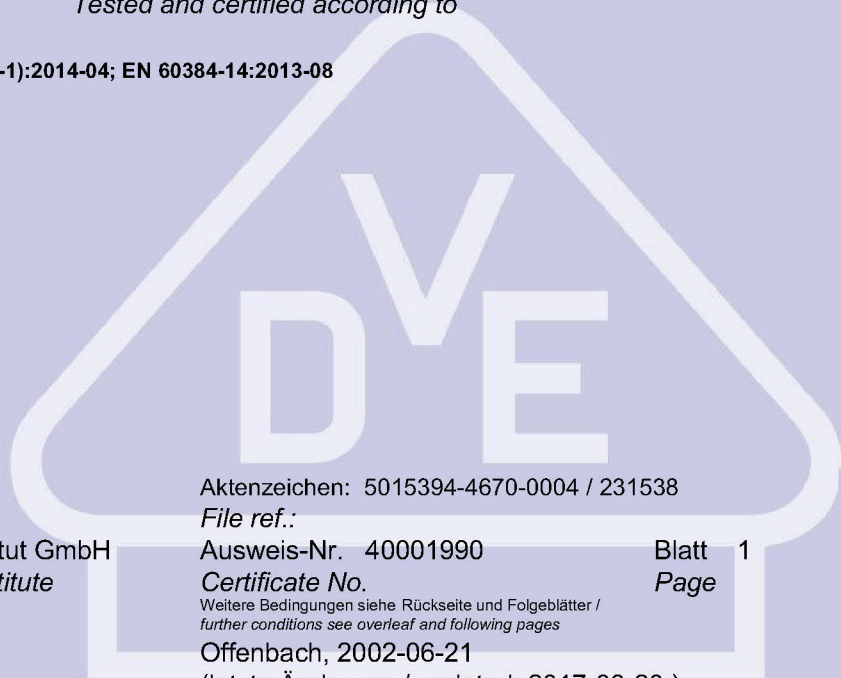 Tested and certified according to
-1):2014-04; EN 60384-14:2013-08
VDE
Aktenzeichen: 5015394-4670-0004 / 231538
File ref.:
tut GmbH Ausweis-Nr. 40001990 Blatt 1
titute Certificate No. Page
Weitere Bedingungen siehe Rückseite und Folgeblätter /
further conditions see overleaf and following pages
Offenbach, 2002-06-21